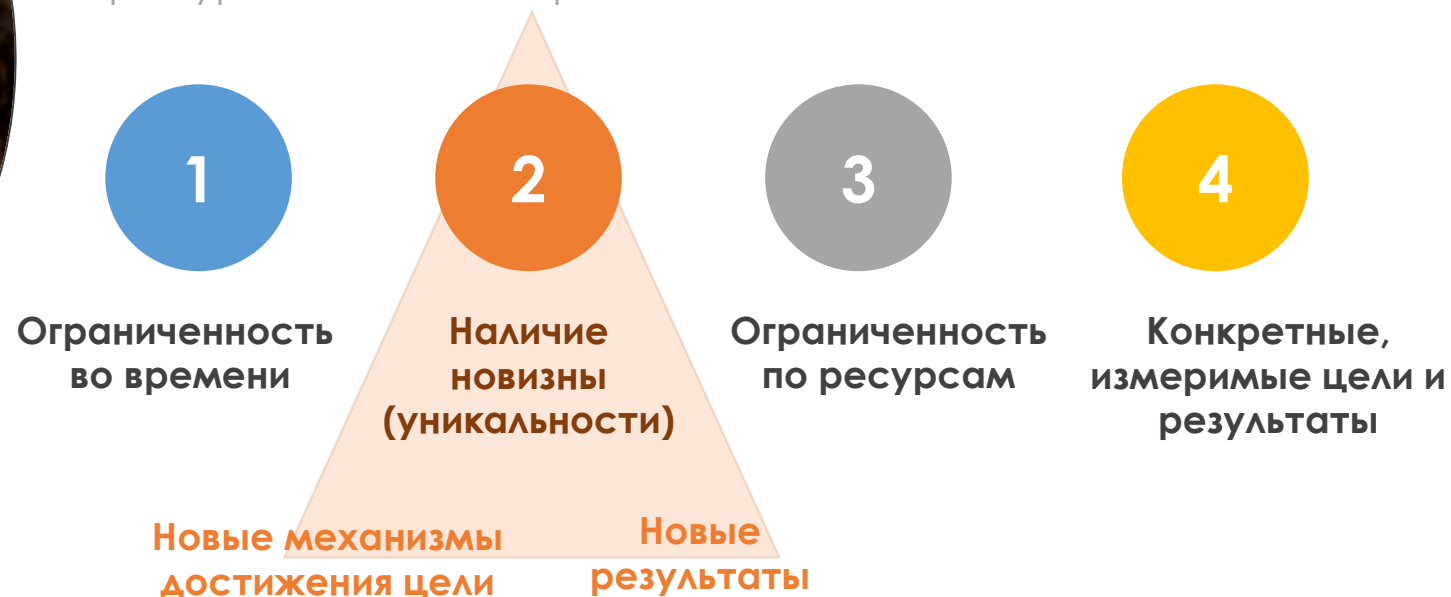 1
2
3
4
Ограниченность
во времени
Наличие
новизны
(уникальности)
Ограниченность
по ресурсам
Конкретные,
измеримые цели и
результаты
Новые механизмы
достижения цели
Новые
результаты